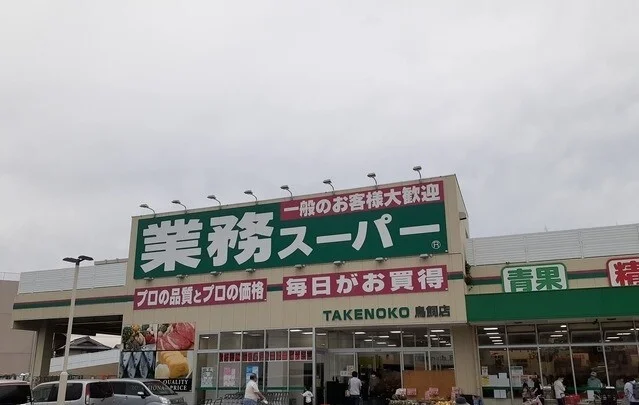 一般のお客様大歓迎
業務スーパー®
プロの品質とプロの価格
毎日がお買得
TAKENOKO 鳥飼店
青果
精
QUALITY